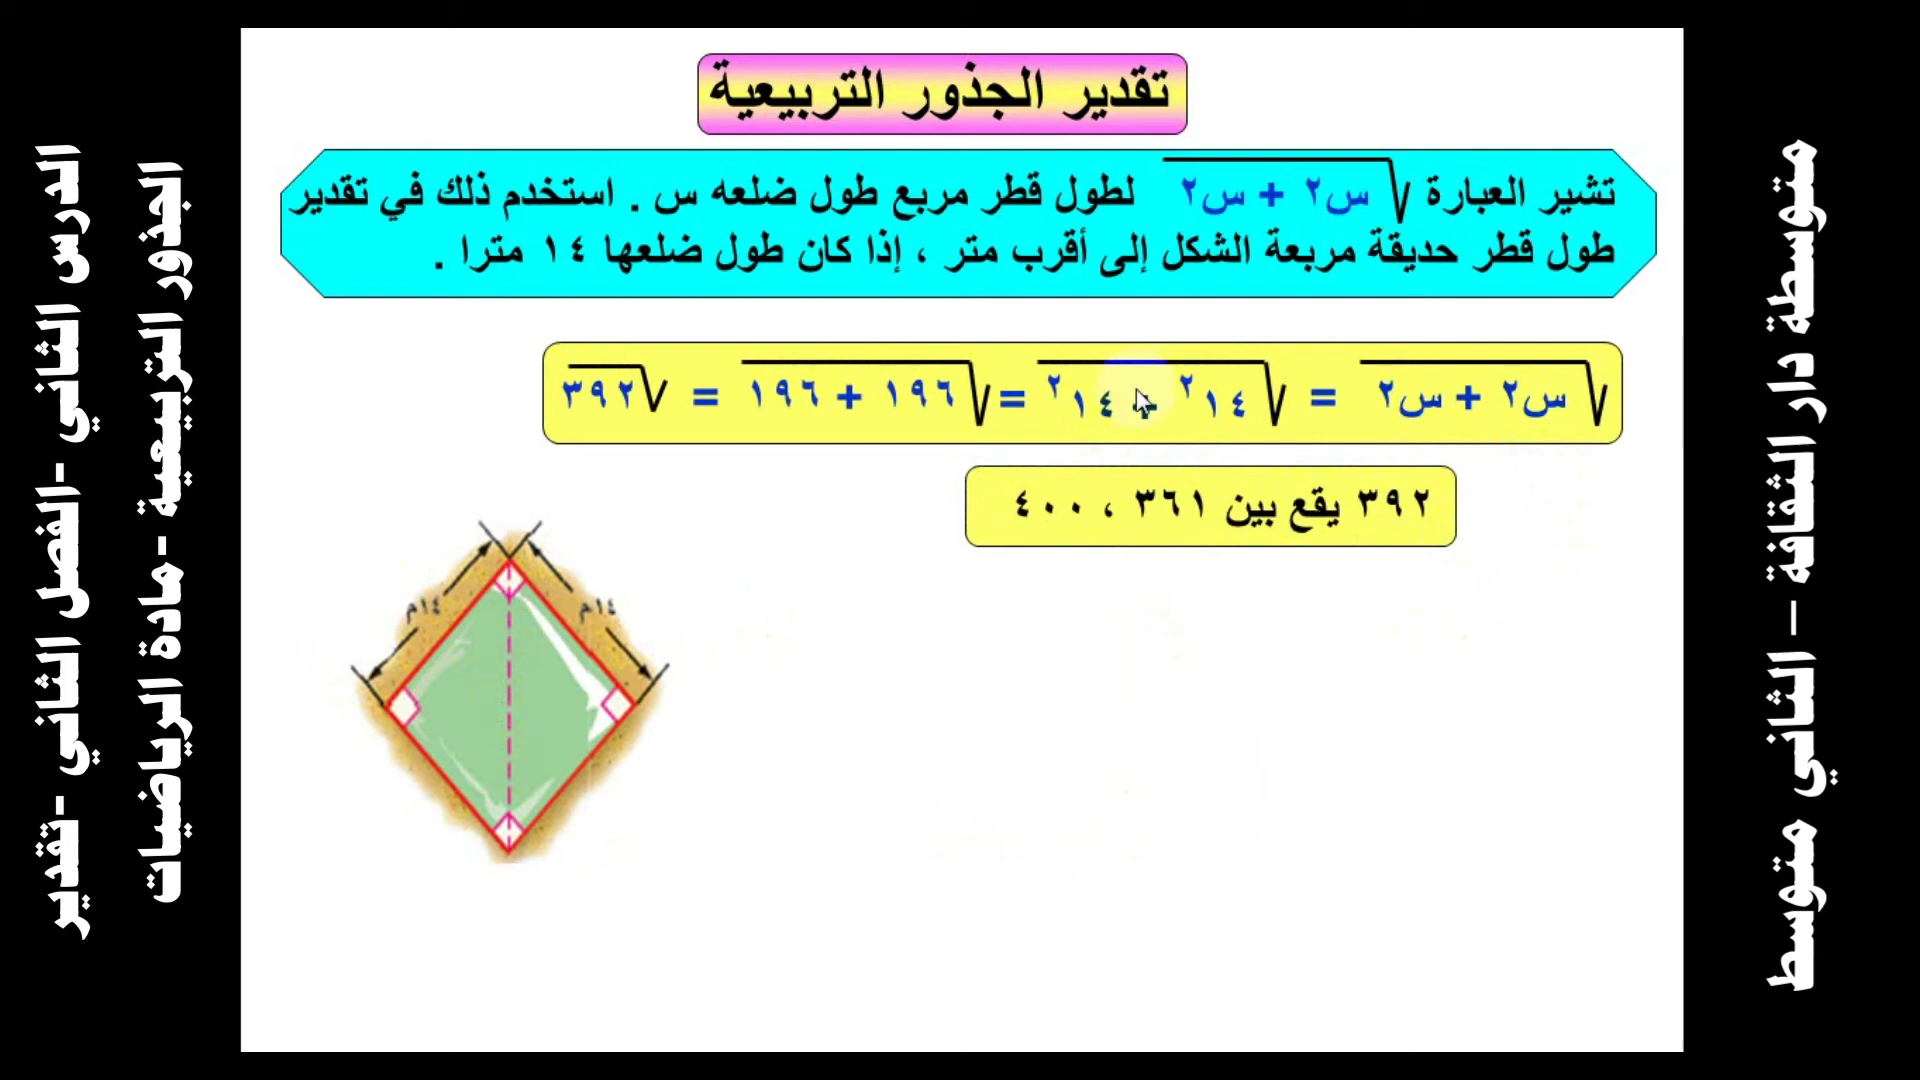 تقدير الجذور التربيعية
تشير العبارة √س٢ + س٢ لطول قطر مربع طول ضلعه س . استخدم ذلك في تقدير
طول قطر حديقة مربعة الشكل إلى أقرب متر ، إذا كان طول ضلعها ١٤ مترا .
√س٢ + س٢ = √١٤٢ + ١٤٢ = √١٩٦ + ١٩٦ = √٣٩٢
٣٩٢ يقع بين ٣٦١ ، ٤٠٠
١٤م
١٤م
متوسطة دار الثقافة – الثاني متوسط
الدرس الثاني -الفصل الثاني -تقدير
الجذور التربيعية -مادة الرياضيات